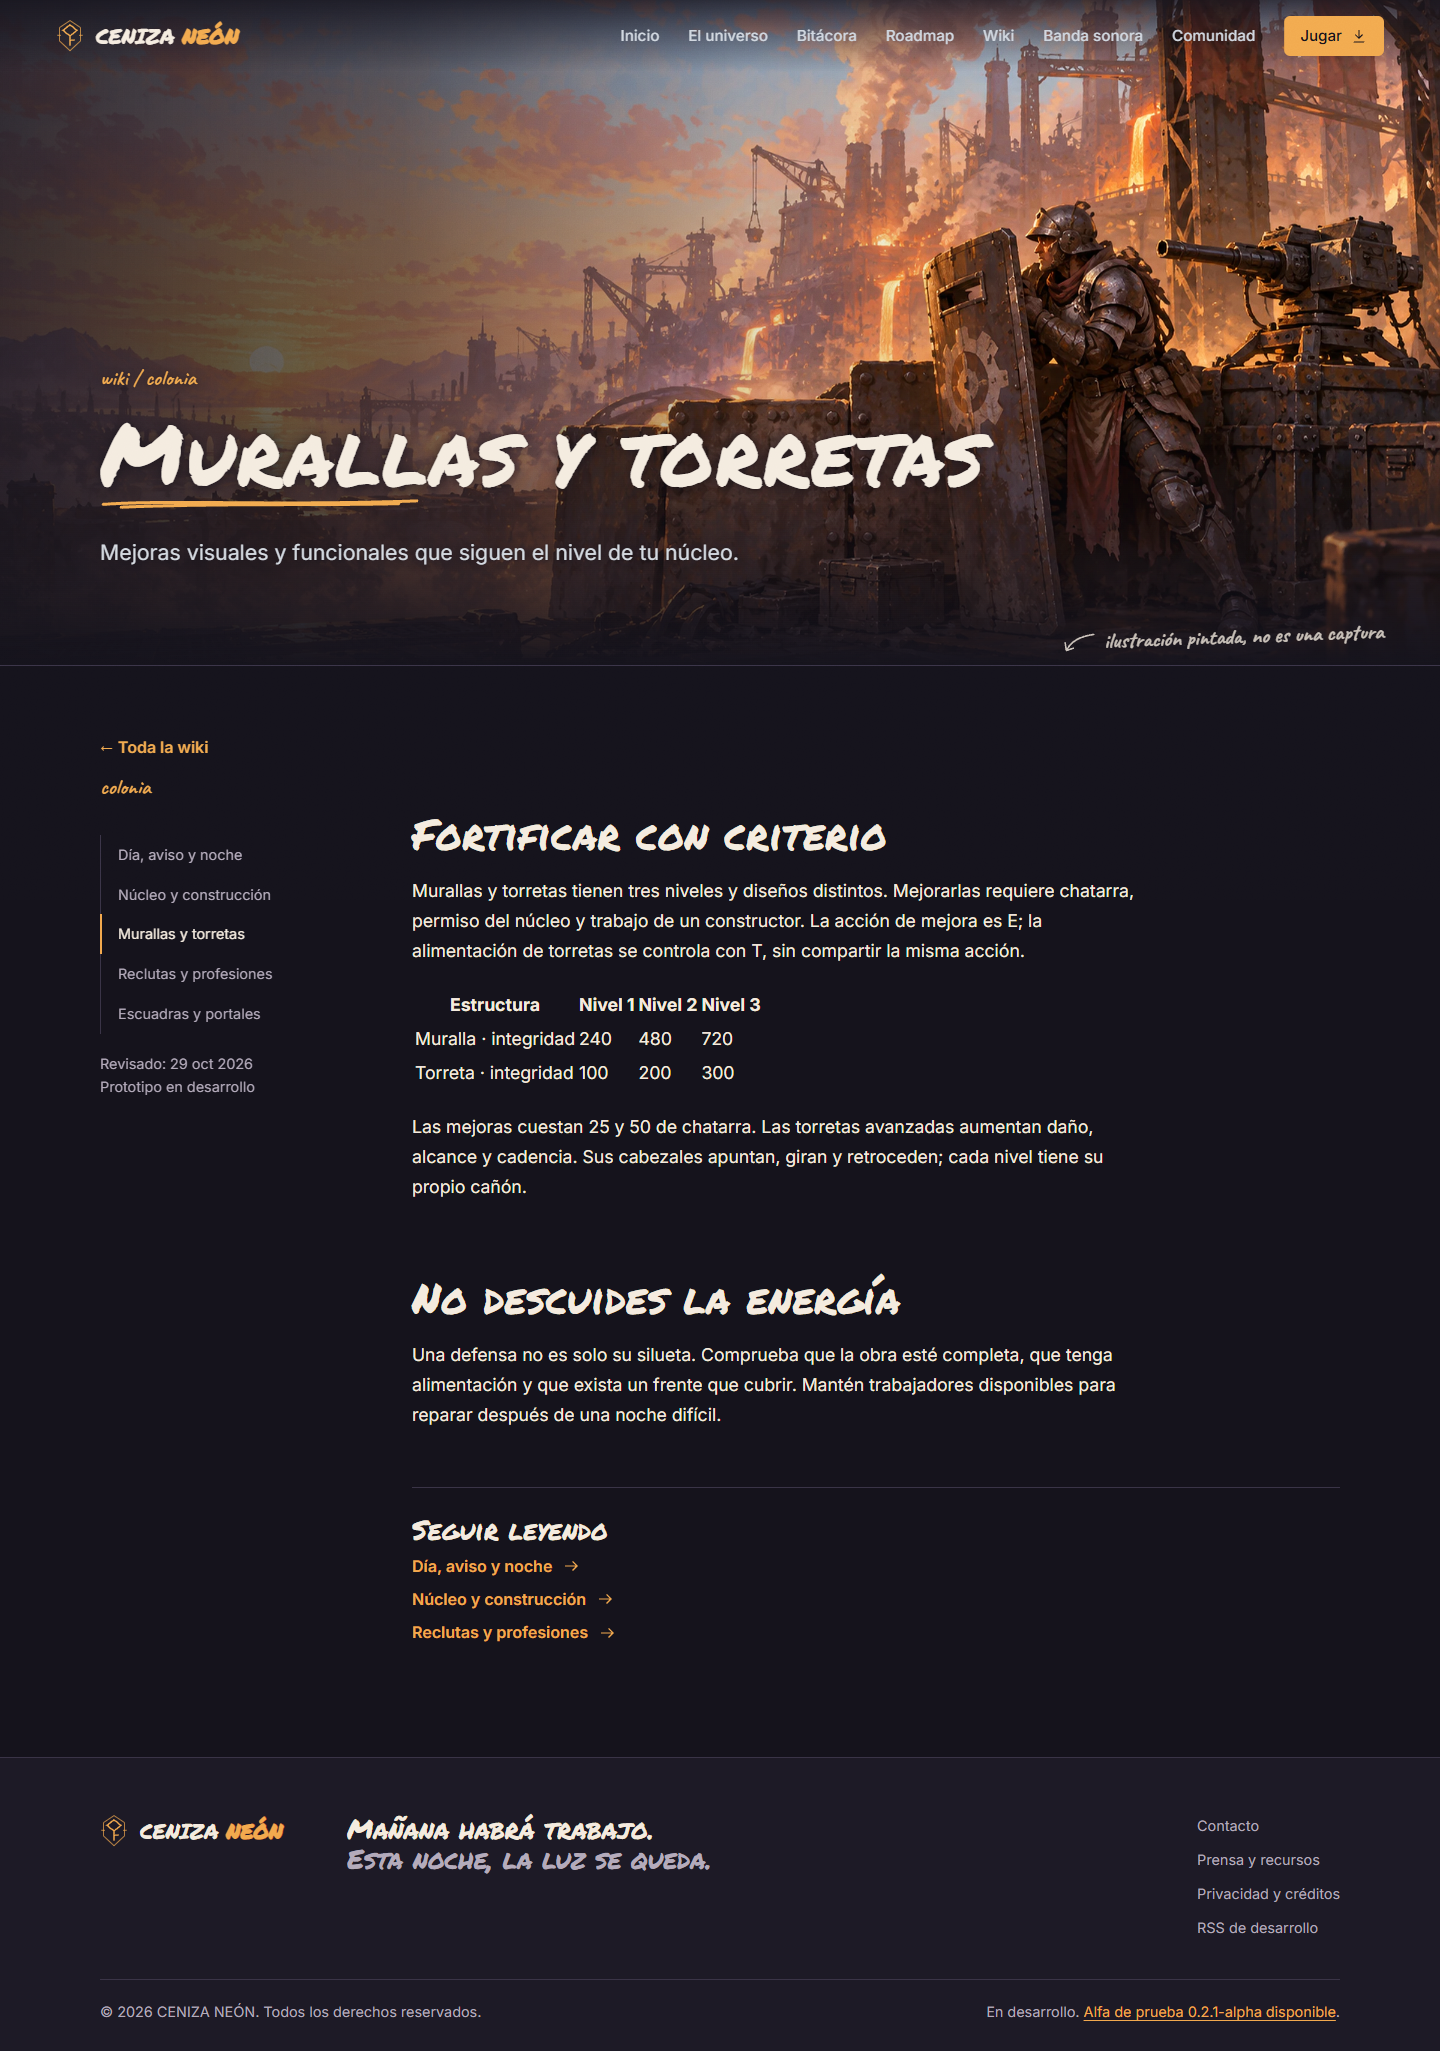 CENIZA NEÓN
Inicio
El universo
Bitácora
Roadmap
Wiki
Banda sonora
Comunidad
Jugar
wiki / colonia
Murallas y torretas
Mejoras visuales y funcionales que siguen el nivel de tu núcleo.
ilustración pintada, no es una captura
← Toda la wiki
colonia
Día, aviso y noche
Núcleo y construcción
Murallas y torretas
Reclutas y profesiones
Escuadras y portales
Revisado: 29 oct 2026
Prototipo en desarrollo
Fortificar con criterio
Murallas y torretas tienen tres niveles y diseños distintos. Mejorarlas requiere chatarra,
permiso del núcleo y trabajo de un constructor. La acción de mejora es E; la
alimentación de torretas se controla con T, sin compartir la misma acción.
Estructura Nivel 1 Nivel 2 Nivel 3
Muralla · integridad 240 480 720
Torreta · integridad 100 200 300
Las mejoras cuestan 25 y 50 de chatarra. Las torretas avanzadas aumentan daño,
alcance y cadencia. Sus cabezales apuntan, giran y retroceden; cada nivel tiene su
propio cañón.
No descuides la energía
Una defensa no es solo su silueta. Comprueba que la obra esté completa, que tenga
alimentación y que exista un frente que cubrir. Mantén trabajadores disponibles para
reparar después de una noche difícil.
Seguir leyendo
Día, aviso y noche →
Núcleo y construcción →
Reclutas y profesiones →
CENIZA NEÓN
Mañana habrá trabajo.
Esta noche, la luz se queda.
Contacto
Prensa y recursos
Privacidad y créditos
RSS de desarrollo
© 2026 CENIZA NEÓN. Todos los derechos reservados.
En desarrollo. Alfa de prueba 0.2.1-alpha disponible.